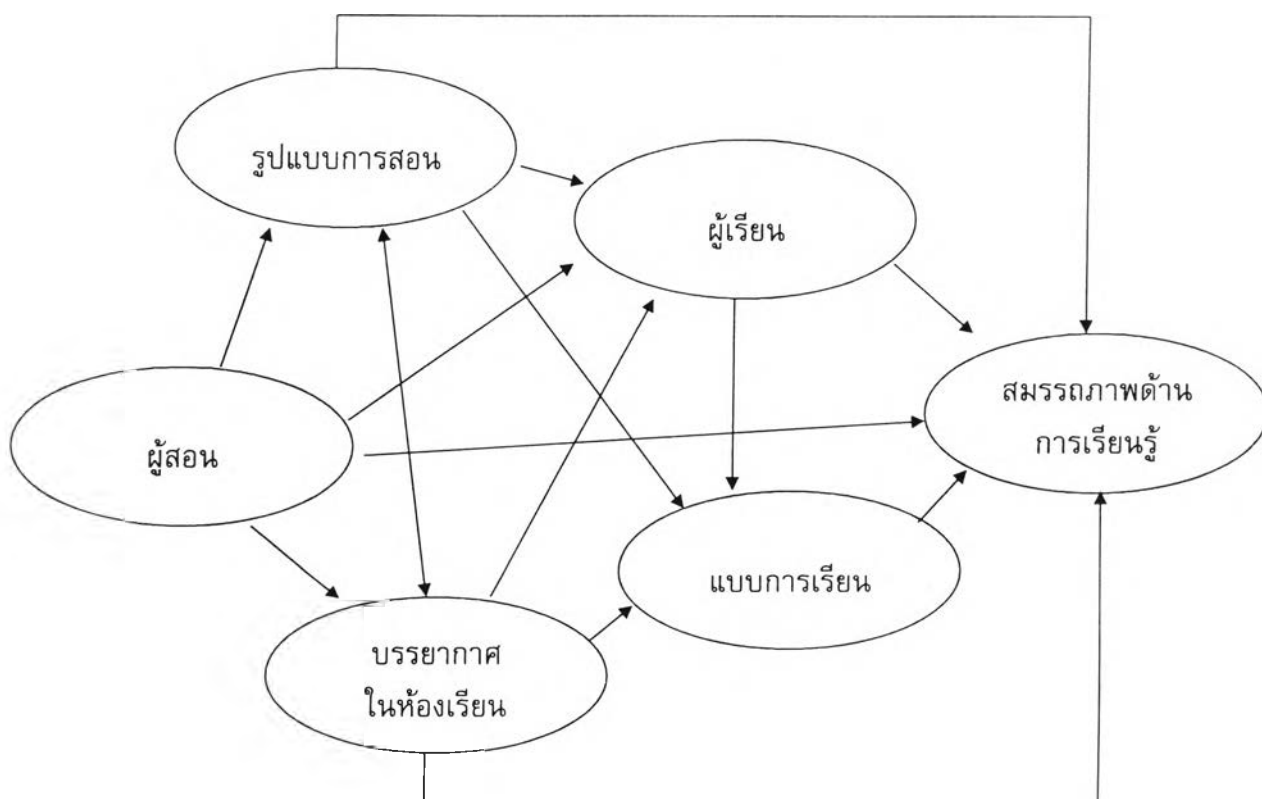 รูปแบบการสอน
ผู้เรียน
สมรรถภาพด้าน
การเรียนรู้
ผู้สอน
แบบการเรียน
บรรยากาศ
ในห้องเรียน